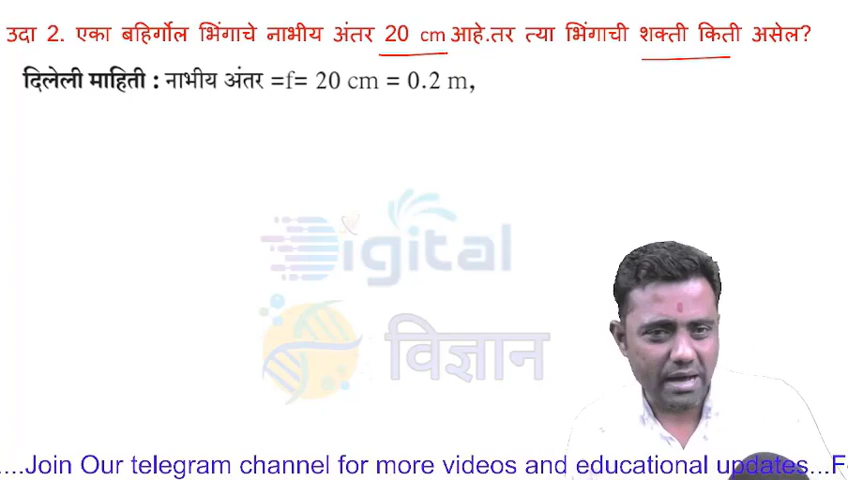 उदा 2. एका बहिर्गोल भिंगाचे नाभीय अंतर 20 cm आहे.तर त्या भिंगाची शक्ती किती असेल?
दिलेली माहिती : नाभीय अंतर =f= 20 cm = 0.2 m,
Digital
विज्ञान
....Join Our telegram channel for more videos and educational updates...F